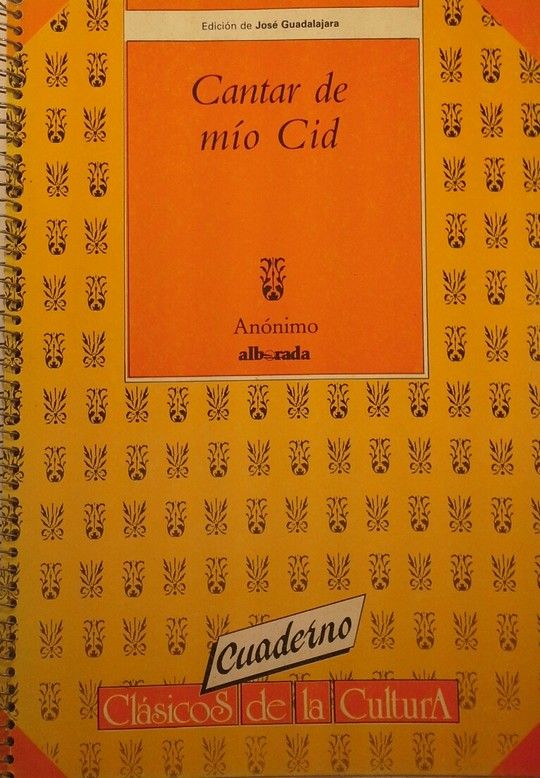 Edición de José Guadalajara
Cantar de
mío Cid
Anónimo
alborada
Cuaderno
ClásicoS de la CulturA